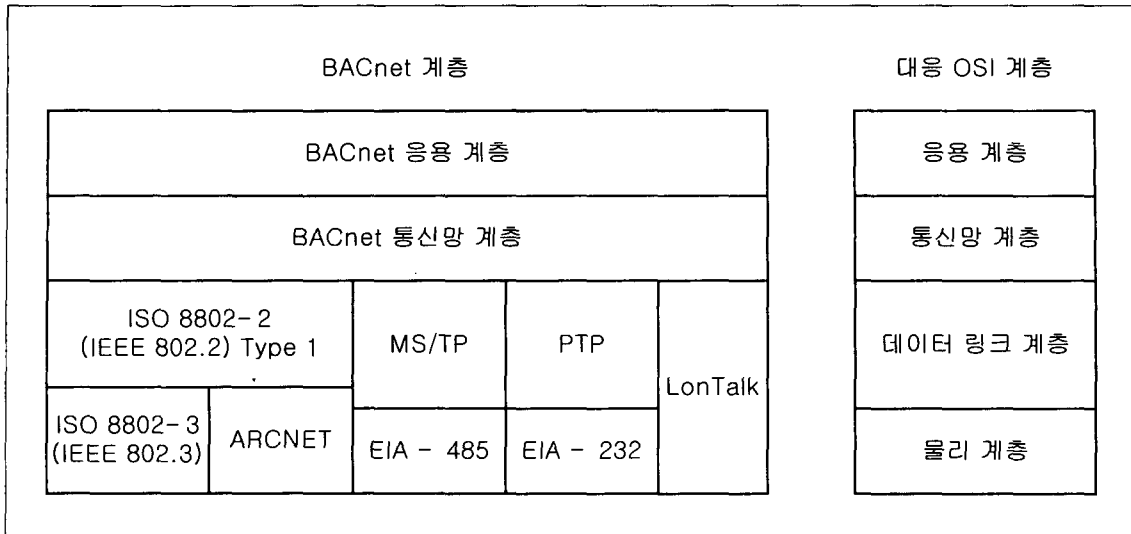 BACnet 계층
대응 OSI 계층
BACnet 응용 계층
응용 계층
BACnet 통신망 계층
통신망 계층
ISO 8802-2
(IEEE 802.2) Type 1
MS/TP
PTP
LonTalk
데이터 링크 계층
ISO 8802-3
(IEEE 802.3)
ARCNET
EIA - 485
EIA - 232
물리 계층